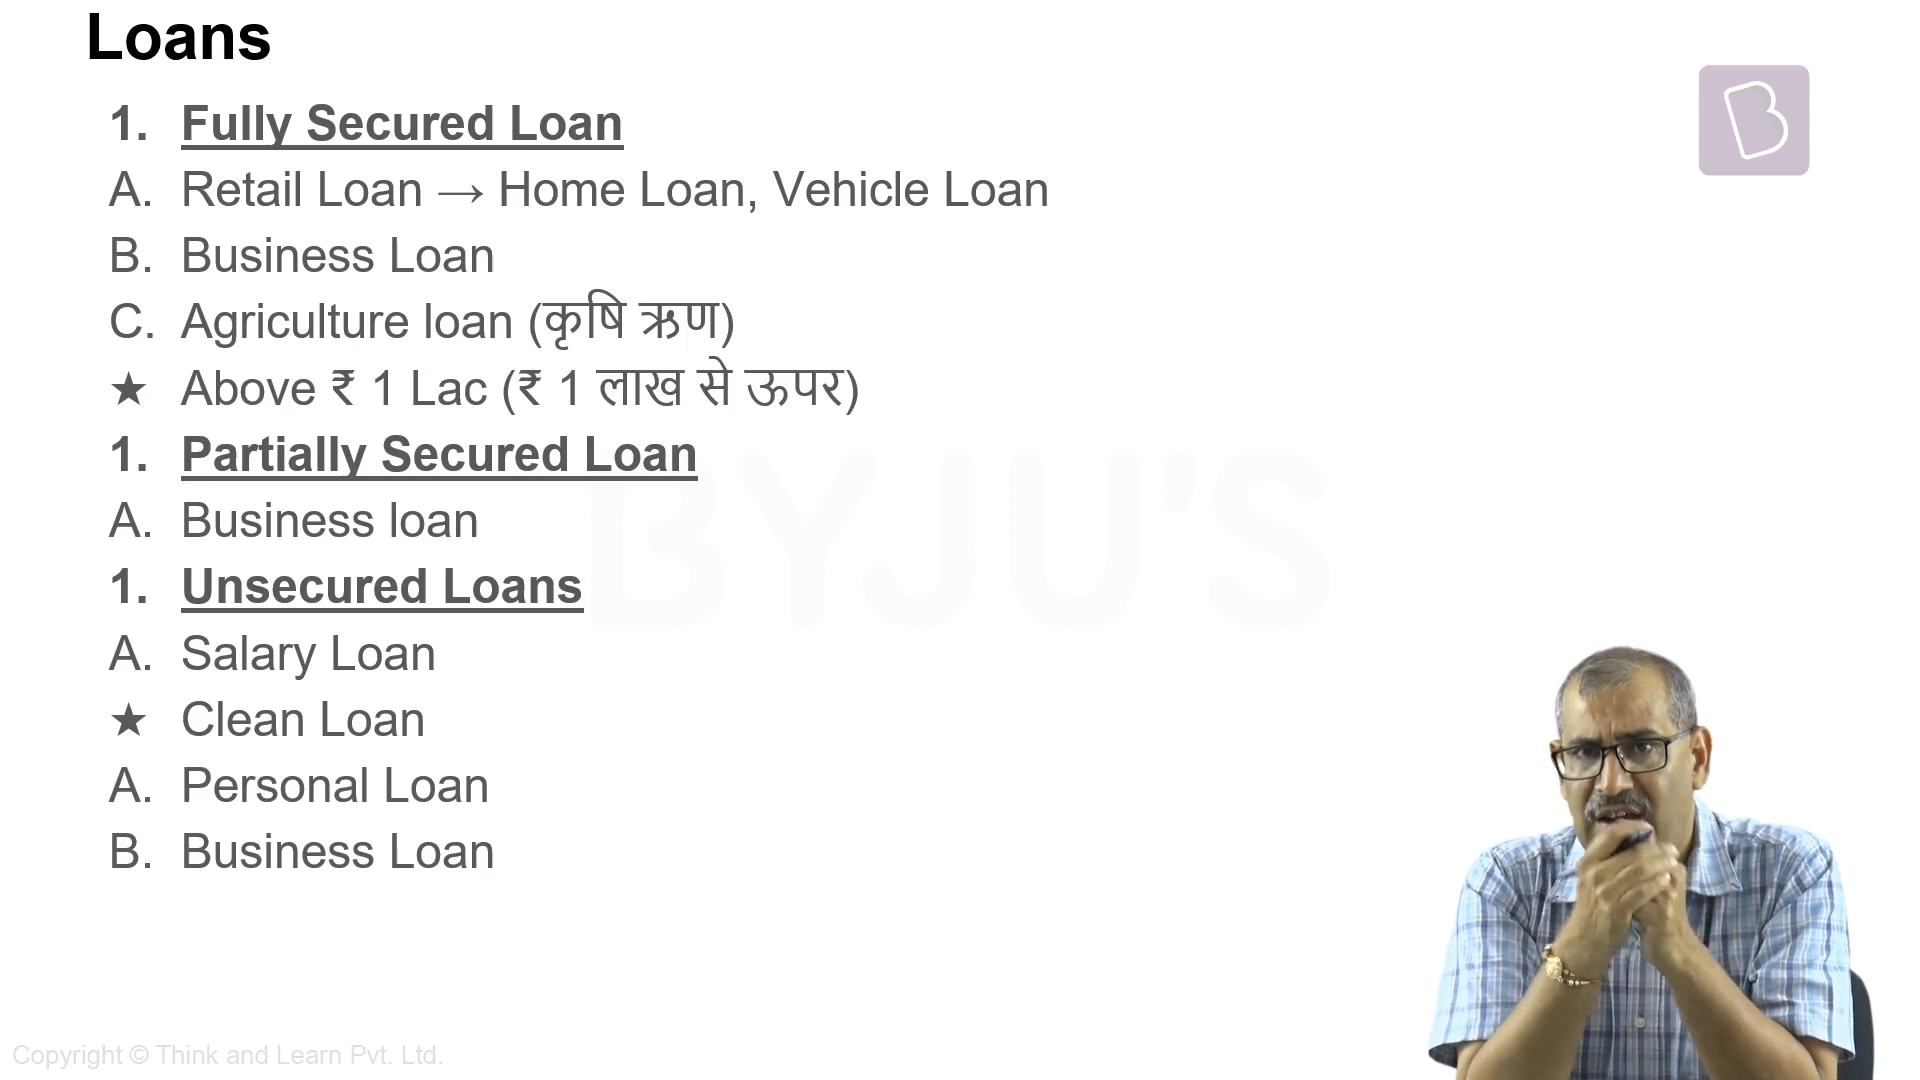 Loans
1. Fully Secured Loan
A. Retail Loan → Home Loan, Vehicle Loan
B. Business Loan
C. Agriculture loan (कृषि ऋण)
★ Above ₹ 1 Lac (₹ 1 लाख से ऊपर)
1. Partially Secured Loan
A. Business loan
1. Unsecured Loans
A. Salary Loan
★ Clean Loan
A. Personal Loan
B. Business Loan
BYJU'S
B
Copyright © Think and Learn Pvt. Ltd.